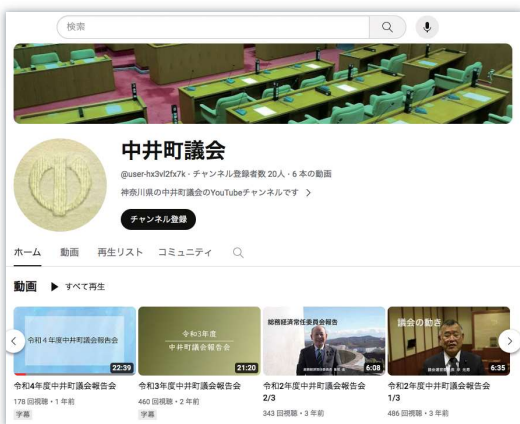 検索
中井町議会
@user-hx3vl2fx7k・チャンネル登録者数 20人・6 本の動画
神奈川県の中井町議会のYouTubeチャンネルです
チャンネル登録
ホーム 動画 再生リスト コミュニティ
動画 すべて再生
令和4年度中井町議会報告会
22:39
令和3年度
中井町議会報告会
21:20
総務経済常任委員会報告
6:08
議会の動き
6:35
令和4年度中井町議会報告会
178 回視聴・1 年前
字幕
令和3年度中井町議会報告会
460 回視聴・2 年前
字幕
令和2年度中井町議会報告会
2/3
343 回視聴・3 年前
令和2年度中井町議会報告会
1/3
486 回視聴・3 年前